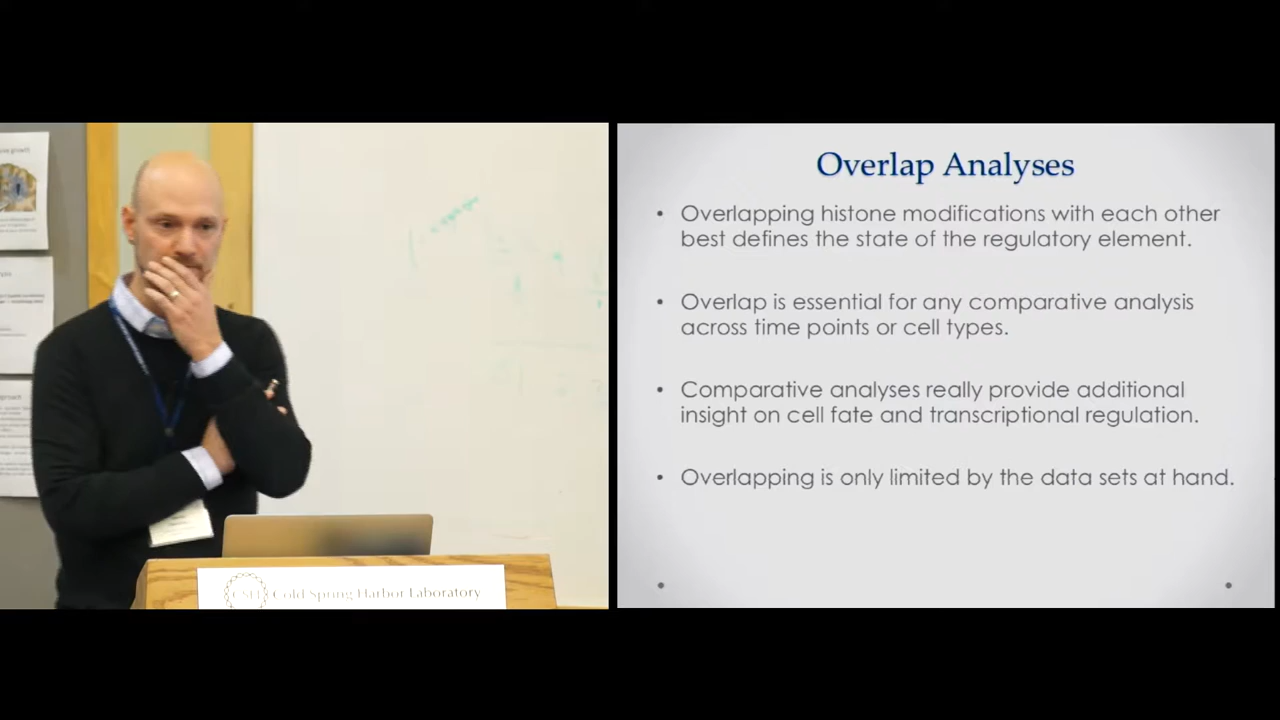 Overlap Analyses
• Overlapping histone modifications with each other
best defines the state of the regulatory element.
• Overlap is essential for any comparative analysis
across time points or cell types.
• Comparative analyses really provide additional
insight on cell fate and transcriptional regulation.
• Overlapping is only limited by the data sets at hand.
CSH Cold Spring Harbor Laboratory